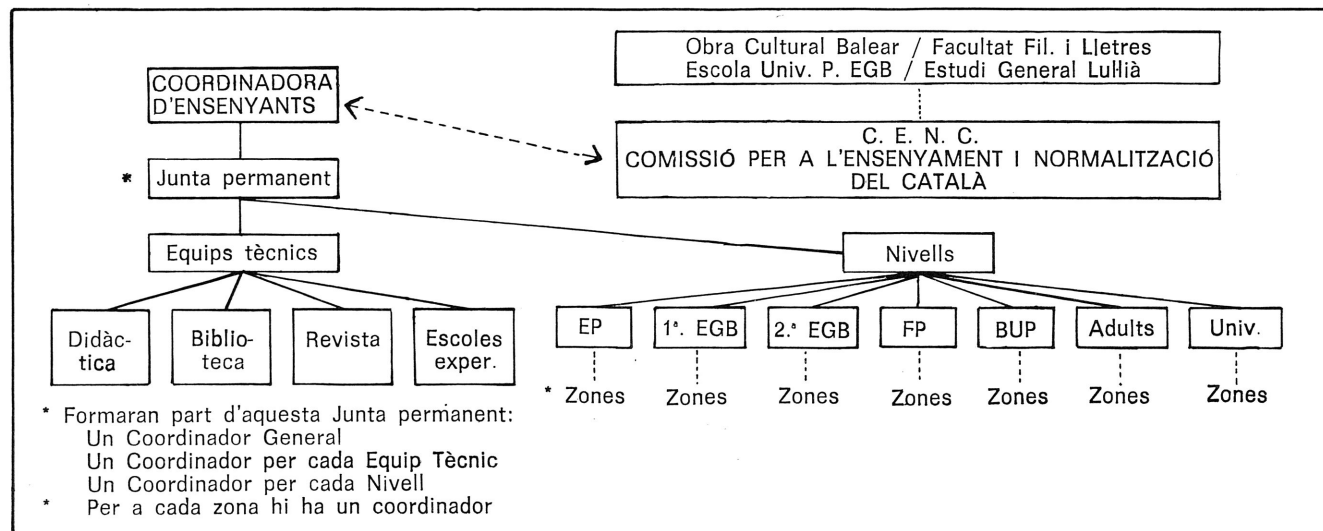 Obra Cultural Balear / Facultat Fil. i Lletres
Escola Univ. P. EGB / Estudi General Lul·lià
COORDINADORA
D'ENSENYANTS
C. E. N. C.
COMISSIÓ PER A L'ENSENYAMENT I NORMALITZACIÓ
DEL CATALÀ
* Junta permanent
Equips tècnics
Nivells
Didàc-
tica
Biblio-
teca
Revista
Escoles
exper.
EP
1ª. EGB
2.ª EGB
FP
BUP
Adults
Univ.
* Zones
Zones
Zones
Zones
Zones
Zones
Zones
* Formaran part d'aquesta Junta permanent:
Un Coordinador General
Un Coordinador per cada Equip Tècnic
Un Coordinador per cada Nivell
* Per a cada zona hi ha un coordinador